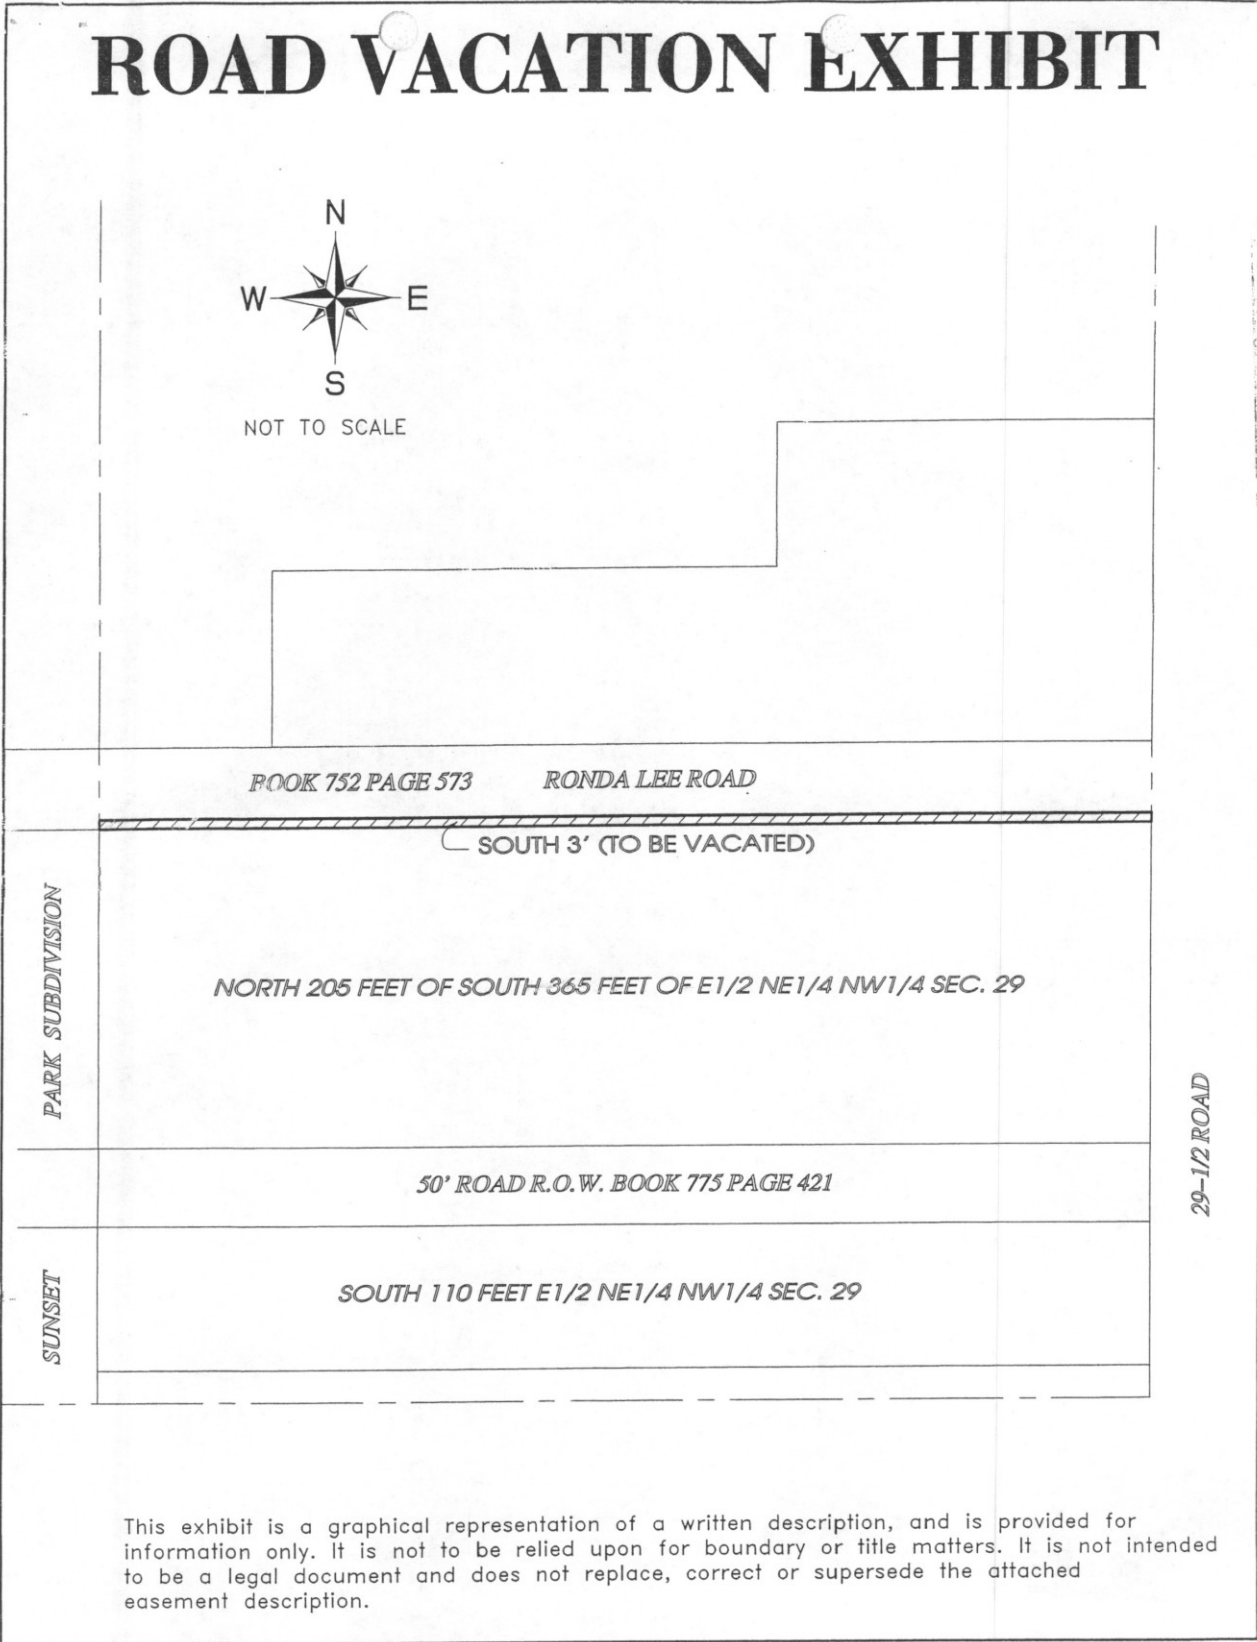 ROAD VACATION EXHIBIT
N
W E
S
NOT TO SCALE
BOOK 752 PAGE 573 RONDA LEE ROAD
SOUTH 3' (TO BE VACATED)
PARK SUBDIVISION
NORTH 205 FEET OF SOUTH 365 FEET OF E1/2 NE1/4 NW1/4 SEC. 29
29-1/2 ROAD
50' ROAD R.O.W. BOOK 775 PAGE 421
SUNSET
SOUTH 110 FEET E1/2 NE1/4 NW1/4 SEC. 29
This exhibit is a graphical representation of a written description, and is provided for
information only. It is not to be relied upon for boundary or title matters. It is not intended
to be a legal document and does not replace, correct or supersede the attached
easement description.